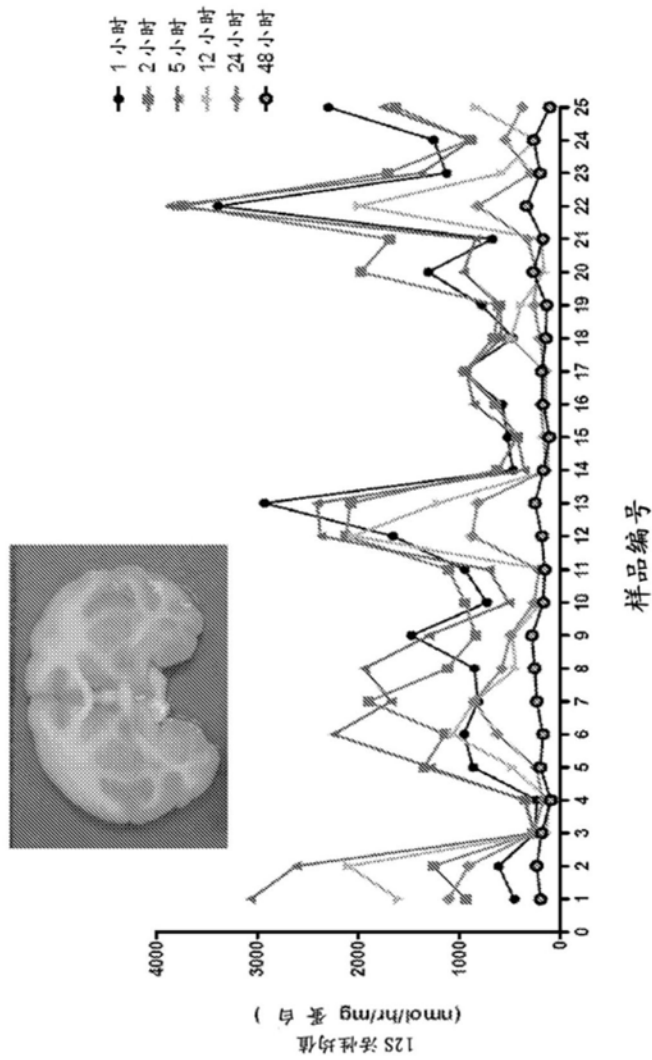 1 小时
2 小时
5 小时
12 小时
24 小时
48 小时
12S 活性均值
(nmol/hr/mg 蛋白)
4000
3000
2000
1000
0
0 1 2 3 4 5 6 7 8 9 10 11 12 13 14 15 16 17 18 19 20 21 22 23 24 25
样品编号